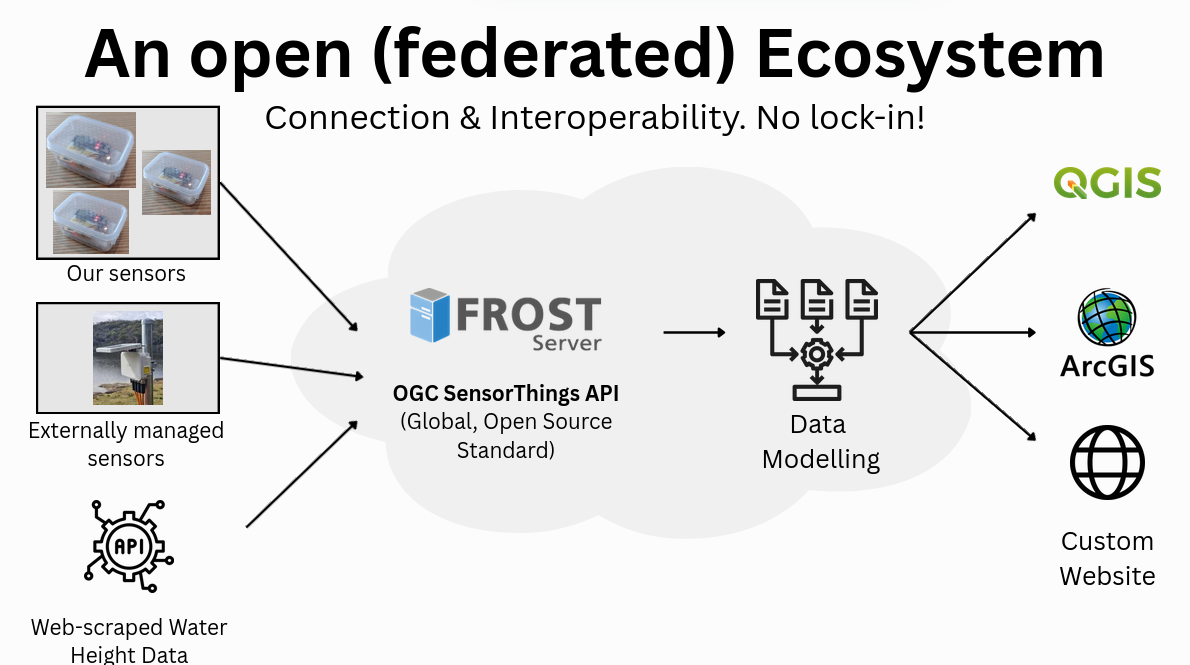 An open (federated) Ecosystem
Connection & Interoperability. No lock-in!
Our sensors
Externally managed
sensors
API
Web-scraped Water
Height Data
FROST
Server
OGC SensorThings API
(Global, Open Source
Standard)
Data
Modelling
QGIS
ArcGIS
Custom
Website